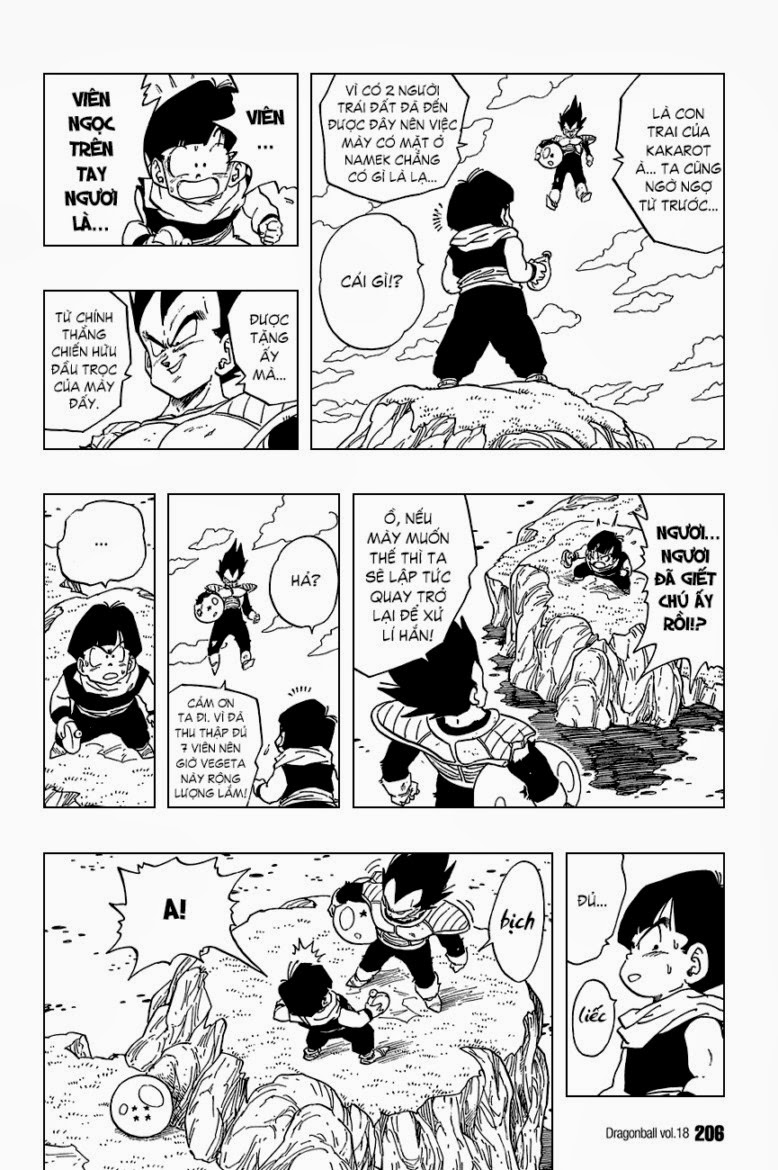 LÀ CON
TRAI CỦA
KAKAROT
À... TA CŨNG
NGỜ NGỢ
TỪ TRƯỚC...
VÌ CÓ 2 NGƯỜI
TRÁI ĐẤT ĐÃ ĐẾN
ĐƯỢC ĐÂY NÊN VIỆC
MÀY CÓ MẶT Ở
NAMEK CHẲNG
CÓ GÌ LÀ LẠ...
CÁI GÌ!?
VIÊN
...
VIÊN
NGỌC
TRÊN
TAY
NGƯƠI
LÀ...
ĐƯỢC
TẶNG
ẤY
MÀ...
TỪ CHÍNH
THẰNG
CHIẾN HỮU
ĐẦU TRỌC
CỦA MÀY
ĐẤY.
NGƯƠI...
NGƯƠI
ĐÃ GIẾT
CHÚ ẤY
RỒI!?
Ồ, NẾU
MÀY MUỐN
THẾ THÌ TA
SẼ LẬP TỨC
QUAY TRỞ
LẠI ĐỂ XỬ
LÍ HẮN!
HẢ?
CẢM ƠN
TA ĐI. VÌ ĐÃ
THU THẬP ĐỦ
7 VIÊN NÊN
GIỜ VEGETA
NÀY RỘNG
LƯỢNG LẮM!
...
ĐỦ...
liếc
bịch
A!
Dragonball vol.18 206